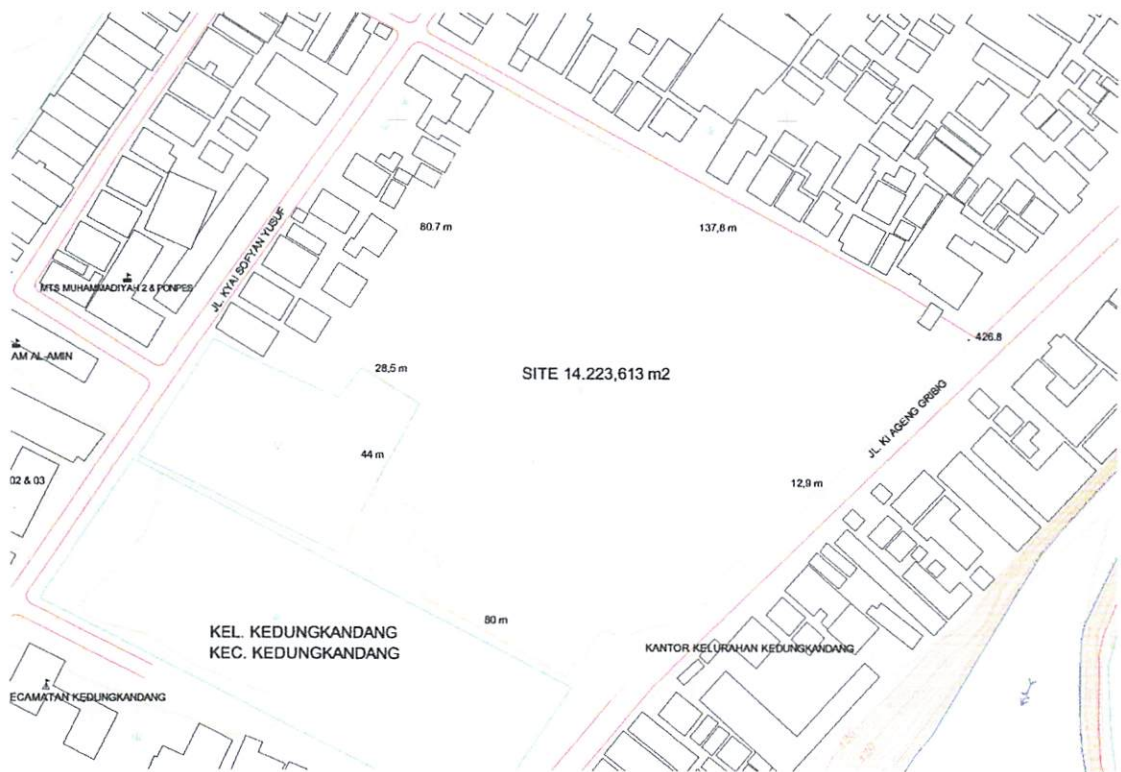 JL. KYAI SOFYAN YUSUF
80.7 m
137,8 m
MTS MUHAMMADIYAH 2 & PONPES
426.8
AM AL-AMIN
28,5 m
SITE 14.223,613 m2
JL. KI AGENG GRIBIG
44 m
02 & 03
12,9 m
80 m
KEL. KEDUNGKANDANG
KEC. KEDUNGKANDANG
KANTOR KELURAHAN KEDUNGKANDANG
ECAMATAN KEDUNGKANDANG